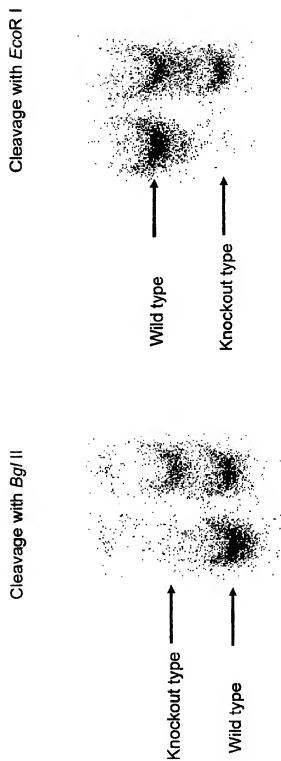 Cleavage with EcoR I
Wild type
Knockout type
Cleavage with Bgl II
Knockout type
Wild type